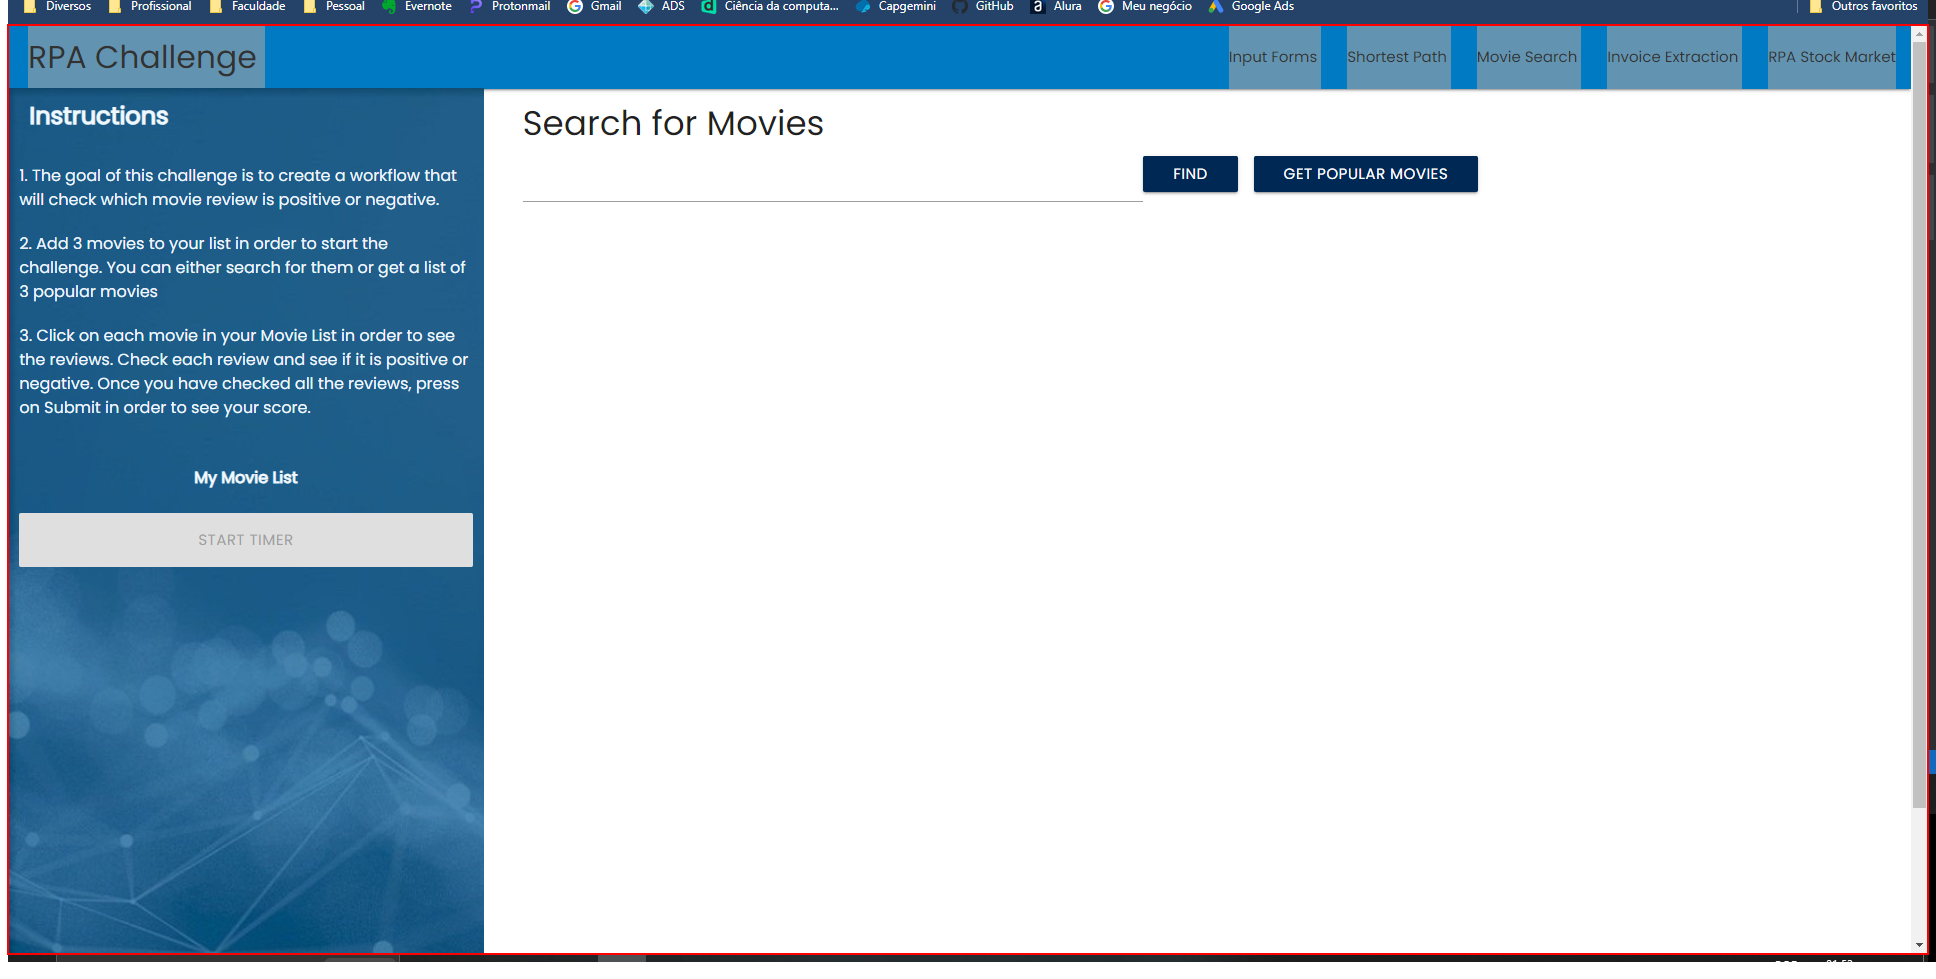 Diversos Profissional Faculdade Pessoal Evernote Protonmail Gmail ADS Ciência da computa... Capgemini GitHub Alura Meu negócio Google Ads Outros favoritos
RPA Challenge Input Forms Shortest Path Movie Search Invoice Extraction RPA Stock Market
Instructions
1. The goal of this challenge is to create a workflow that
will check which movie review is positive or negative.
2. Add 3 movies to your list in order to start the
challenge. You can either search for them or get a list of
3 popular movies
3. Click on each movie in your Movie List in order to see
the reviews. Check each review and see if it is positive or
negative. Once you have checked all the reviews, press
on Submit in order to see your score.
My Movie List
START TIMER
Search for Movies
FIND GET POPULAR MOVIES